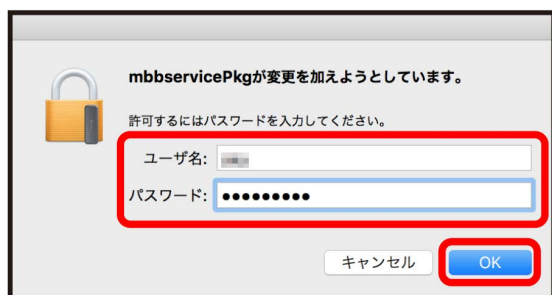 mbbservicePkgが変更を加えようとしています。
許可するにはパスワードを入力してください。
ユーザ名:
パスワード: ●●●●●●●●●
キャンセル OK